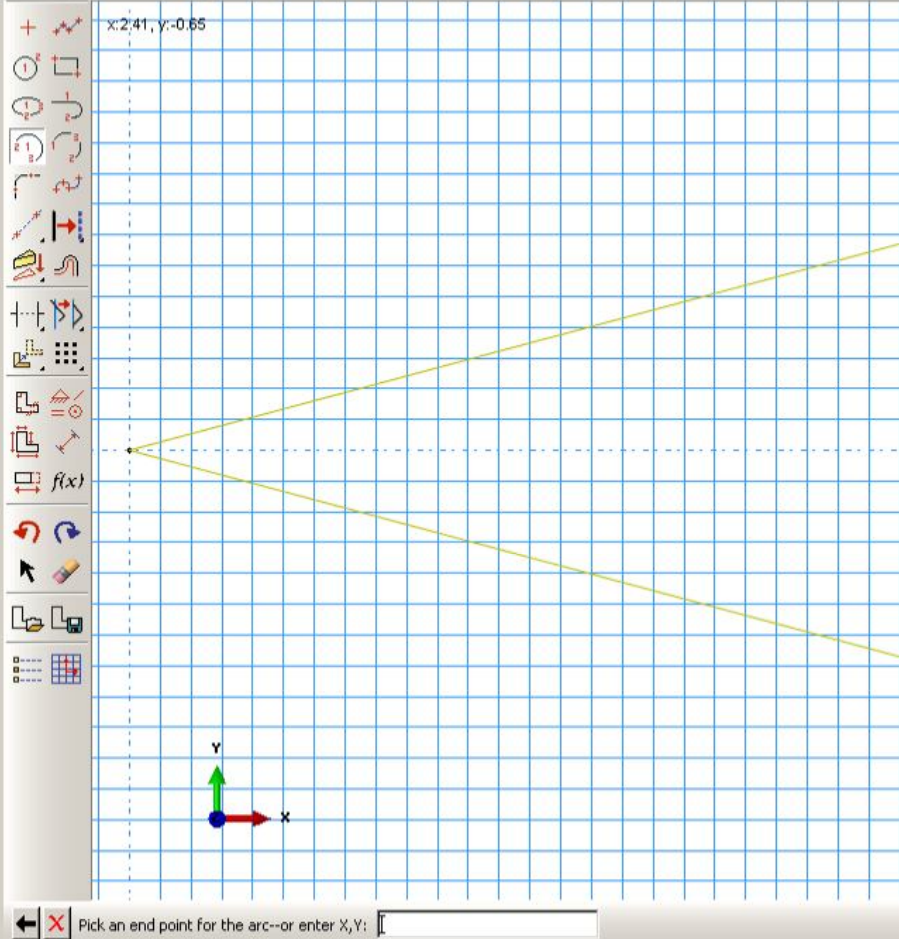 x:2.41, y:-0.65
f(x)
Y
X
Pick an end point for the arc--or enter X,Y: